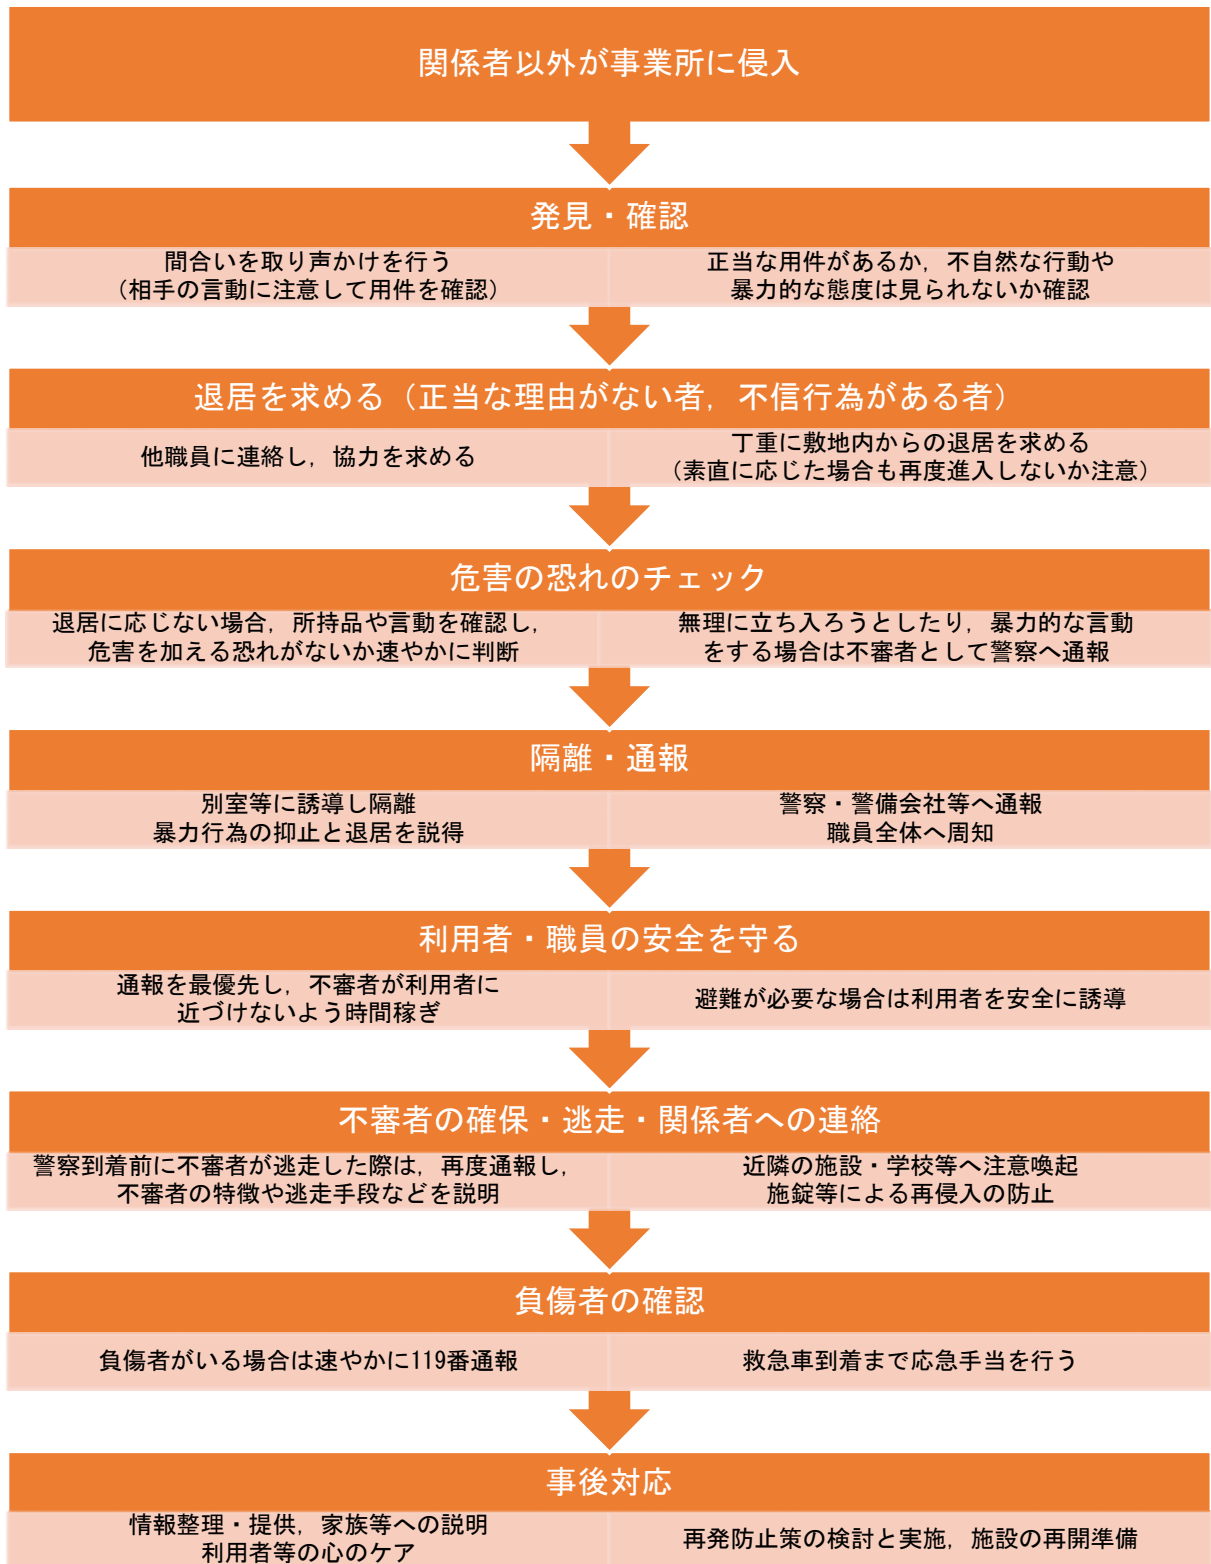 関係者以外が事業所に侵入
発見・確認
間合いを取り声かけを行う
（相手の言動に注意して用件を確認）
正当な用件があるか，不自然な行動や
暴力的な態度は見られないか確認
退居を求める（正当な理由がない者，不信行為がある者）
他職員に連絡し，協力を求める
丁重に敷地内からの退居を求める
（素直に応じた場合も再度進入しないか注意）
危害の恐れのチェック
退居に応じない場合，所持品や言動を確認し，
危害を加える恐れがないか速やかに判断
無理に立ち入ろうとしたり，暴力的な言動
をする場合は不審者として警察へ通報
隔離・通報
別室等に誘導し隔離
暴力行為の抑止と退居を説得
警察・警備会社等へ通報
職員全体へ周知
利用者・職員の安全を守る
通報を最優先し，不審者が利用者に
近づけないよう時間稼ぎ
避難が必要な場合は利用者を安全に誘導
不審者の確保・逃走・関係者への連絡
警察到着前に不審者が逃走した際は，再度通報し，
不審者の特徴や逃走手段などを説明
近隣の施設・学校等へ注意喚起
施錠等による再侵入の防止
負傷者の確認
負傷者がいる場合は速やかに119番通報
救急車到着まで応急手当を行う
事後対応
情報整理・提供，家族等への説明
利用者等の心のケア
再発防止策の検討と実施，施設の再開準備